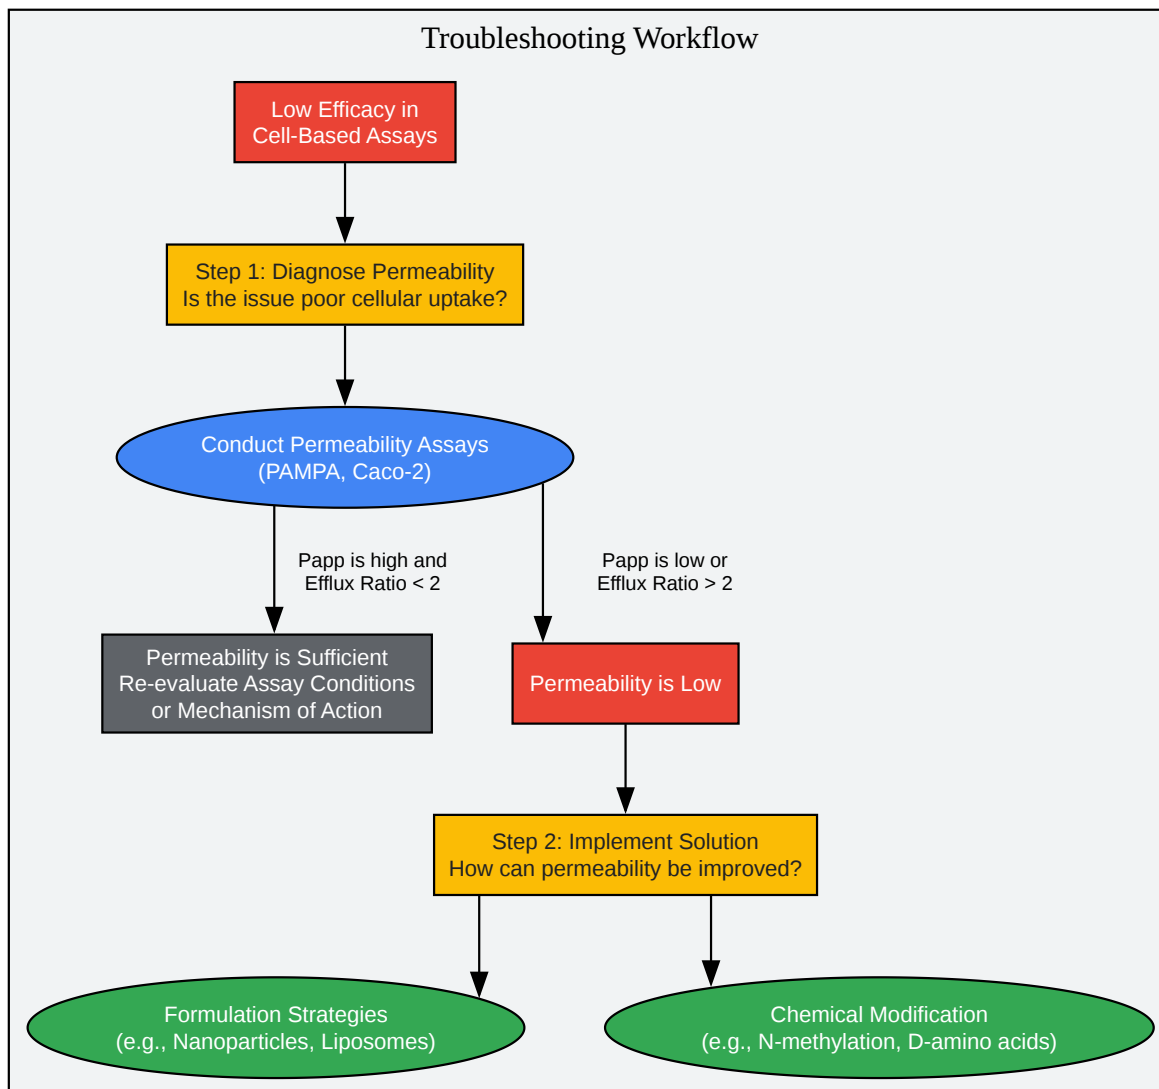 Troubleshooting Workflow
Low Efficacy in
Cell-Based Assays
Step 1: Diagnose Permeability
Is the issue poor cellular uptake?
Conduct Permeability Assays
(PAMPA, Caco-2)
Papp is high and
Efflux Ratio < 2
Papp is low or
Efflux Ratio > 2
Permeability is Sufficient
Re-evaluate Assay Conditions
or Mechanism of Action
Permeability is Low
Step 2: Implement Solution
How can permeability be improved?
Formulation Strategies
(e.g., Nanoparticles, Liposomes)
Chemical Modification
(e.g., N-methylation, D-amino acids)